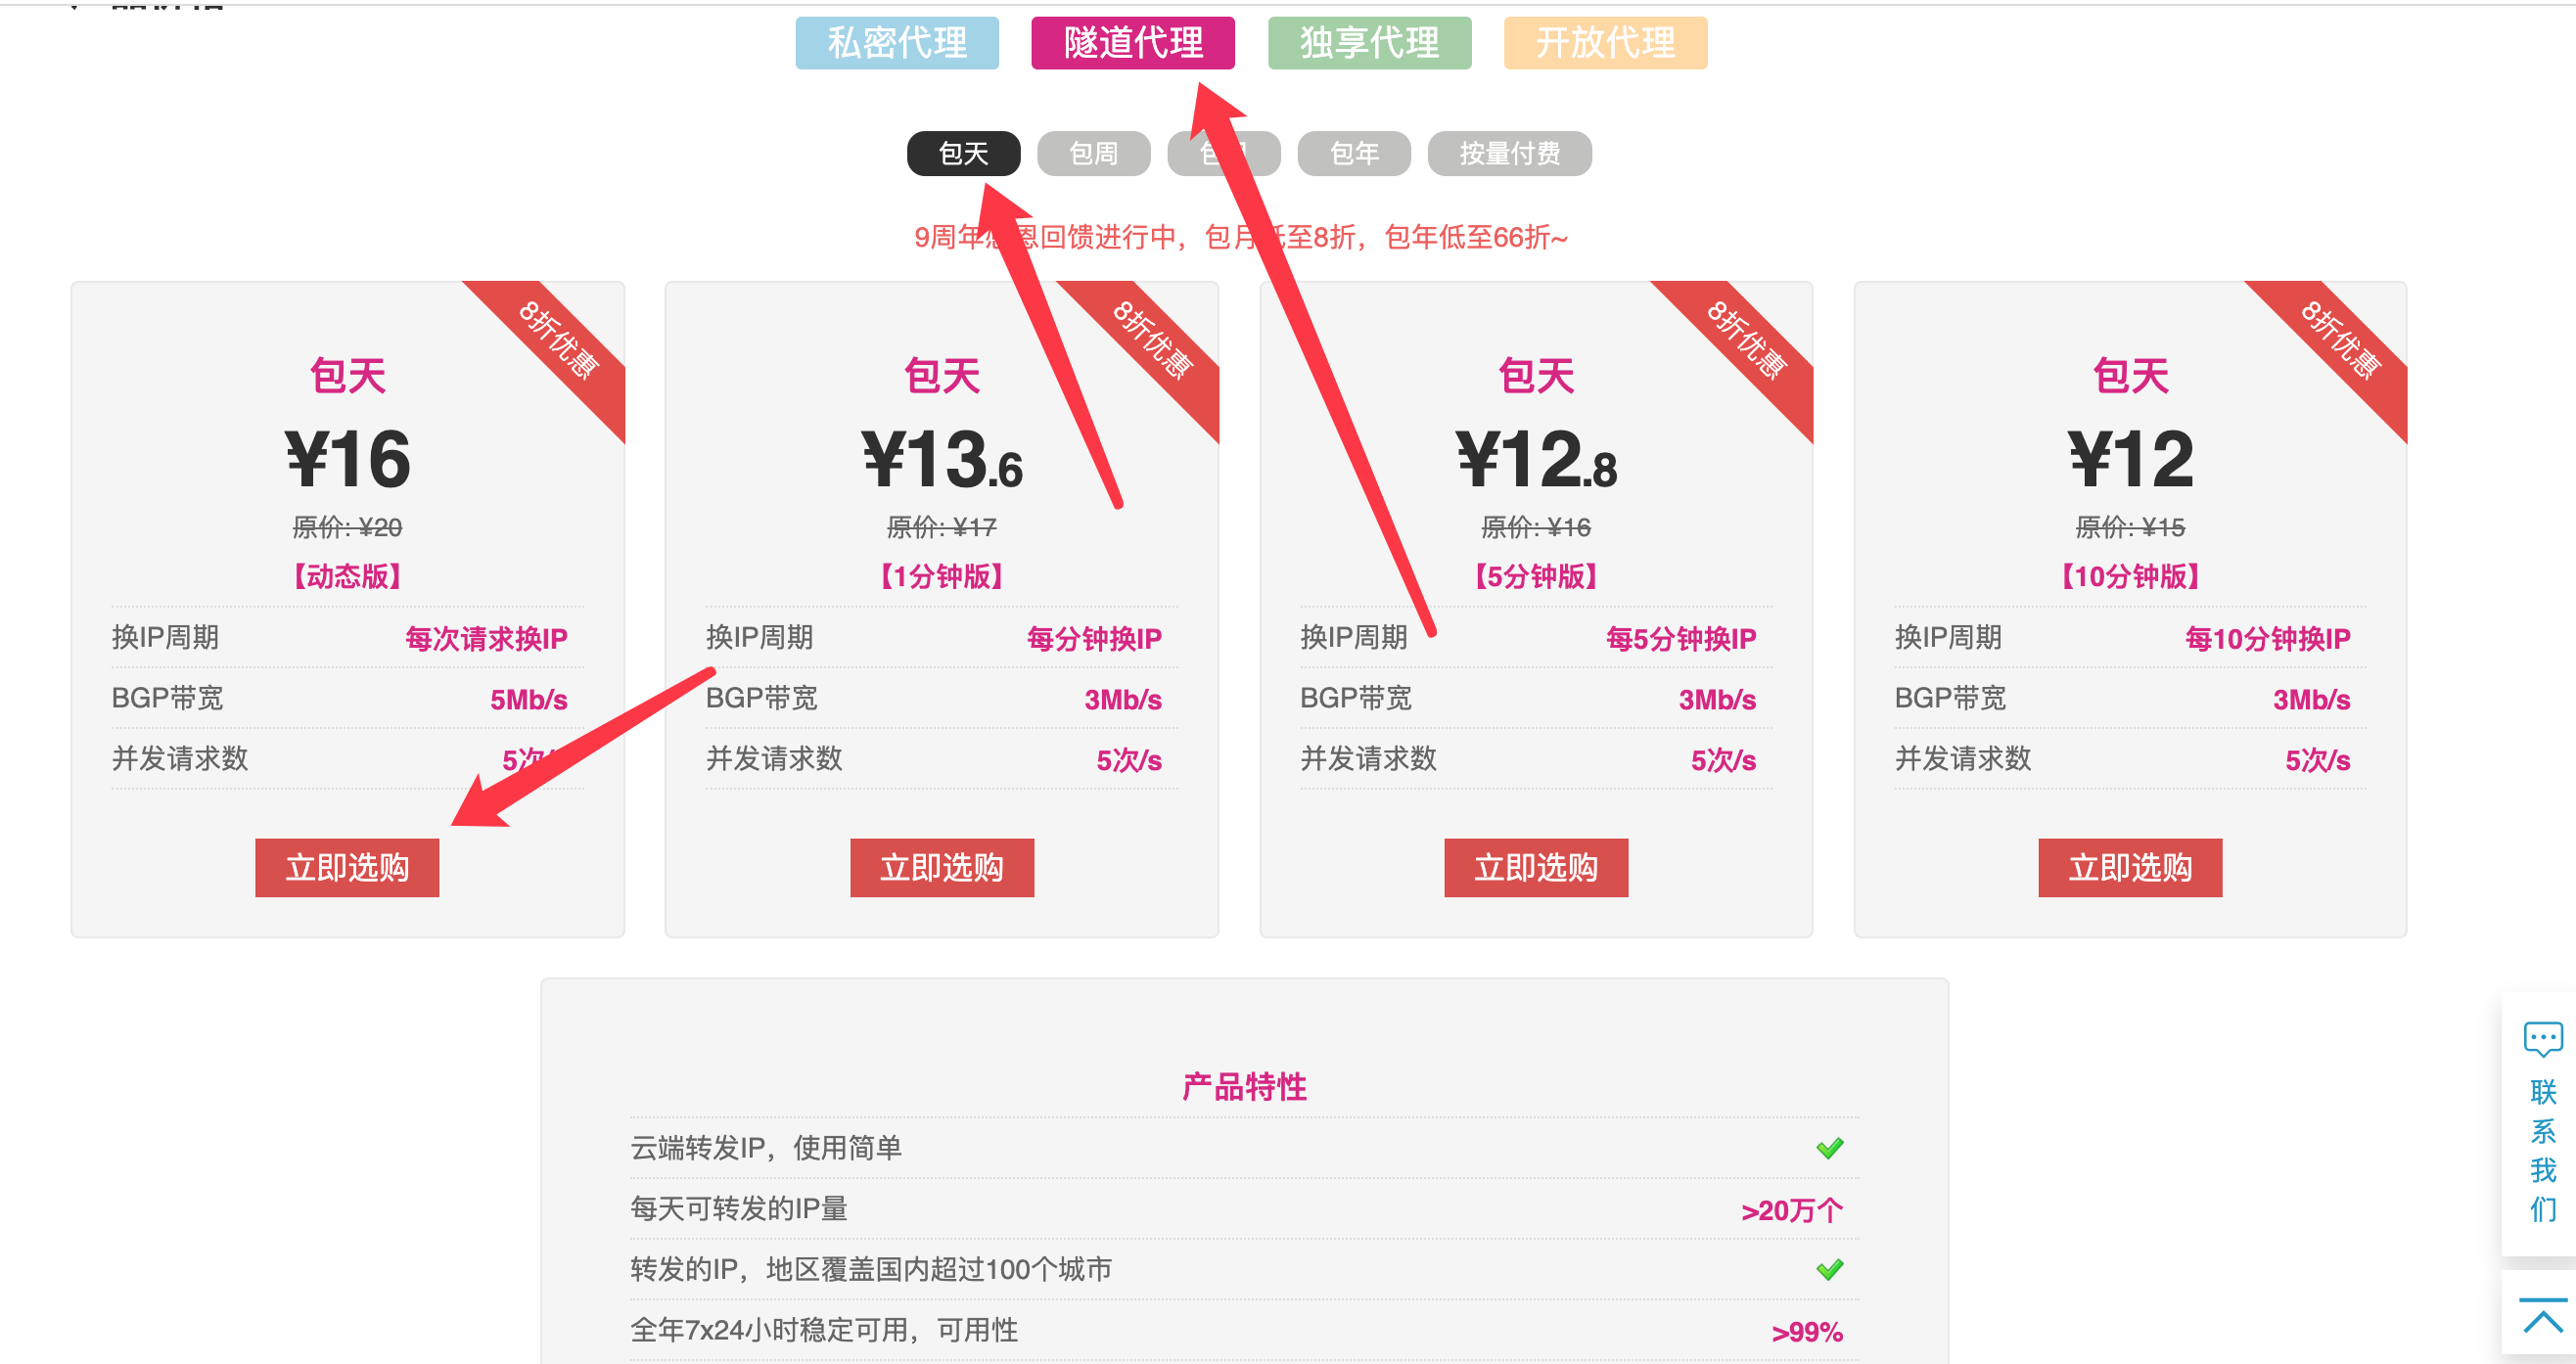 私密代理 隧道代理 独享代理 开放代理
包天 包周 包年 按量付费
9周年感恩回馈进行中，包月低至8折，包年低至66折~
8折优惠 8折优惠 8折优惠 8折优惠
包天 包天 包天 包天
¥16 ¥13.6 ¥12.8 ¥12
原价: ¥20 原价: ¥17 原价: ¥16 原价: ¥15
【动态版】 【1分钟版】 【5分钟版】 【10分钟版】
换IP周期 每次请求换IP 换IP周期 每分钟换IP 换IP周期 每5分钟换IP 换IP周期 每10分钟换IP
BGP带宽 5Mb/s BGP带宽 3Mb/s BGP带宽 3Mb/s BGP带宽 3Mb/s
并发请求数 5次/ 并发请求数 5次/s 并发请求数 5次/s 并发请求数 5次/s
立即选购 立即选购 立即选购 立即选购
产品特性
云端转发IP，使用简单
每天可转发的IP量 >20万个
转发的IP，地区覆盖国内超过100个城市
全年7x24小时稳定可用，可用性 >99%
联
系
我
们